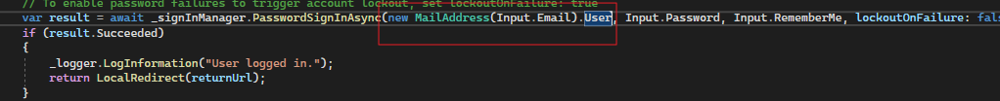 // To enable password failures to trigger account lockout, set lockoutOnFailure: true
var result = await _signInManager.PasswordSignInAsync(new MailAddress(Input.Email).User, Input.Password, Input.RememberMe, lockoutOnFailure: fals
if (result.Succeeded)
{
_logger.LogInformation("User logged in.");
return LocalRedirect(returnUrl);
}